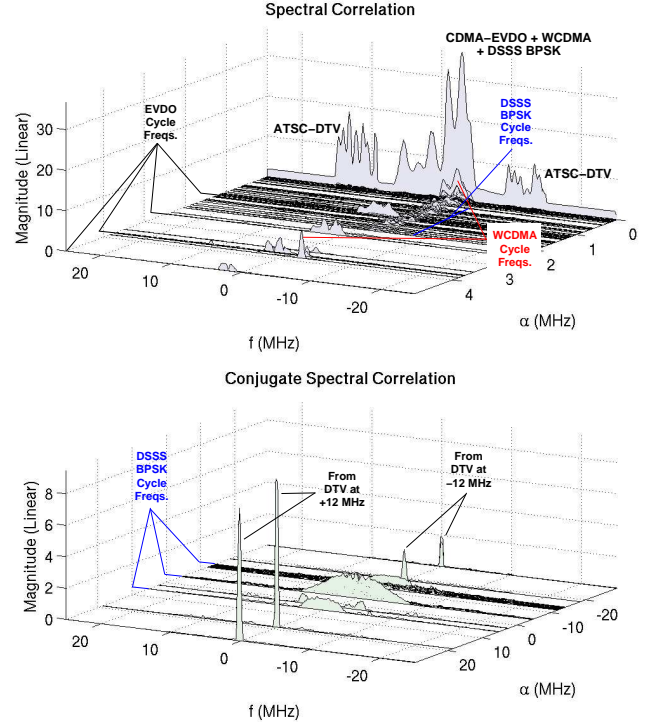 Spectral Correlation
CDMA−EVDO + WCDMA
+ DSSS BPSK
EVDO
Cycle
Freqs.
ATSC−DTV
DSSS
BPSK
Cycle
Freqs.
ATSC−DTV
WCDMA
Cycle
Freqs.
Magnitude (Linear)
30
20
10
0
20
10
0
-10
-20
f (MHz)
4
3
2
1
0
α (MHz)
Conjugate Spectral Correlation
DSSS
BPSK
Cycle
Freqs.
From
DTV at
+12 MHz
From
DTV at
−12 MHz
Magnitude (Linear)
8
6
4
2
0
20
10
0
-10
-20
f (MHz)
20
10
0
-10
-20
α (MHz)